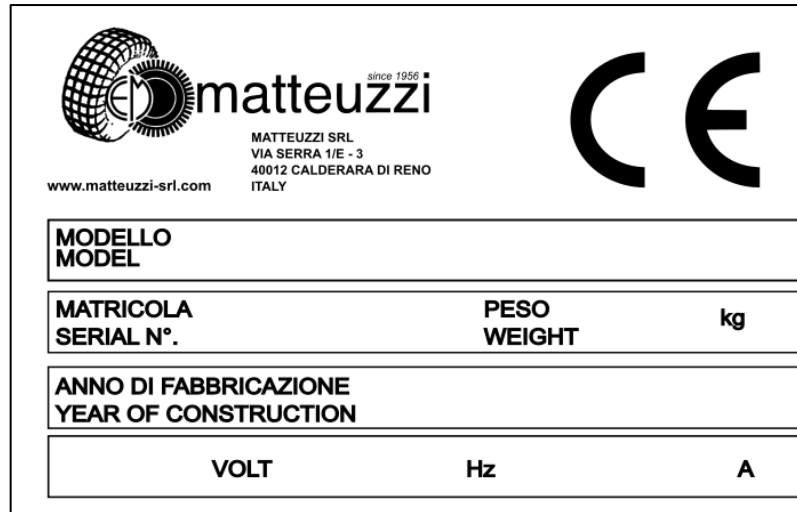 since 1956
matteuzzi
MATTEUZZI SRL
VIA SERRA 1/E - 3
40012 CALDERARA DI RENO
ITALY
www.matteuzzi-srl.com
CE
MODELLO
MODEL
MATRICOLA PESO kg
SERIAL N°. WEIGHT
ANNO DI FABBRICAZIONE
YEAR OF CONSTRUCTION
VOLT Hz A